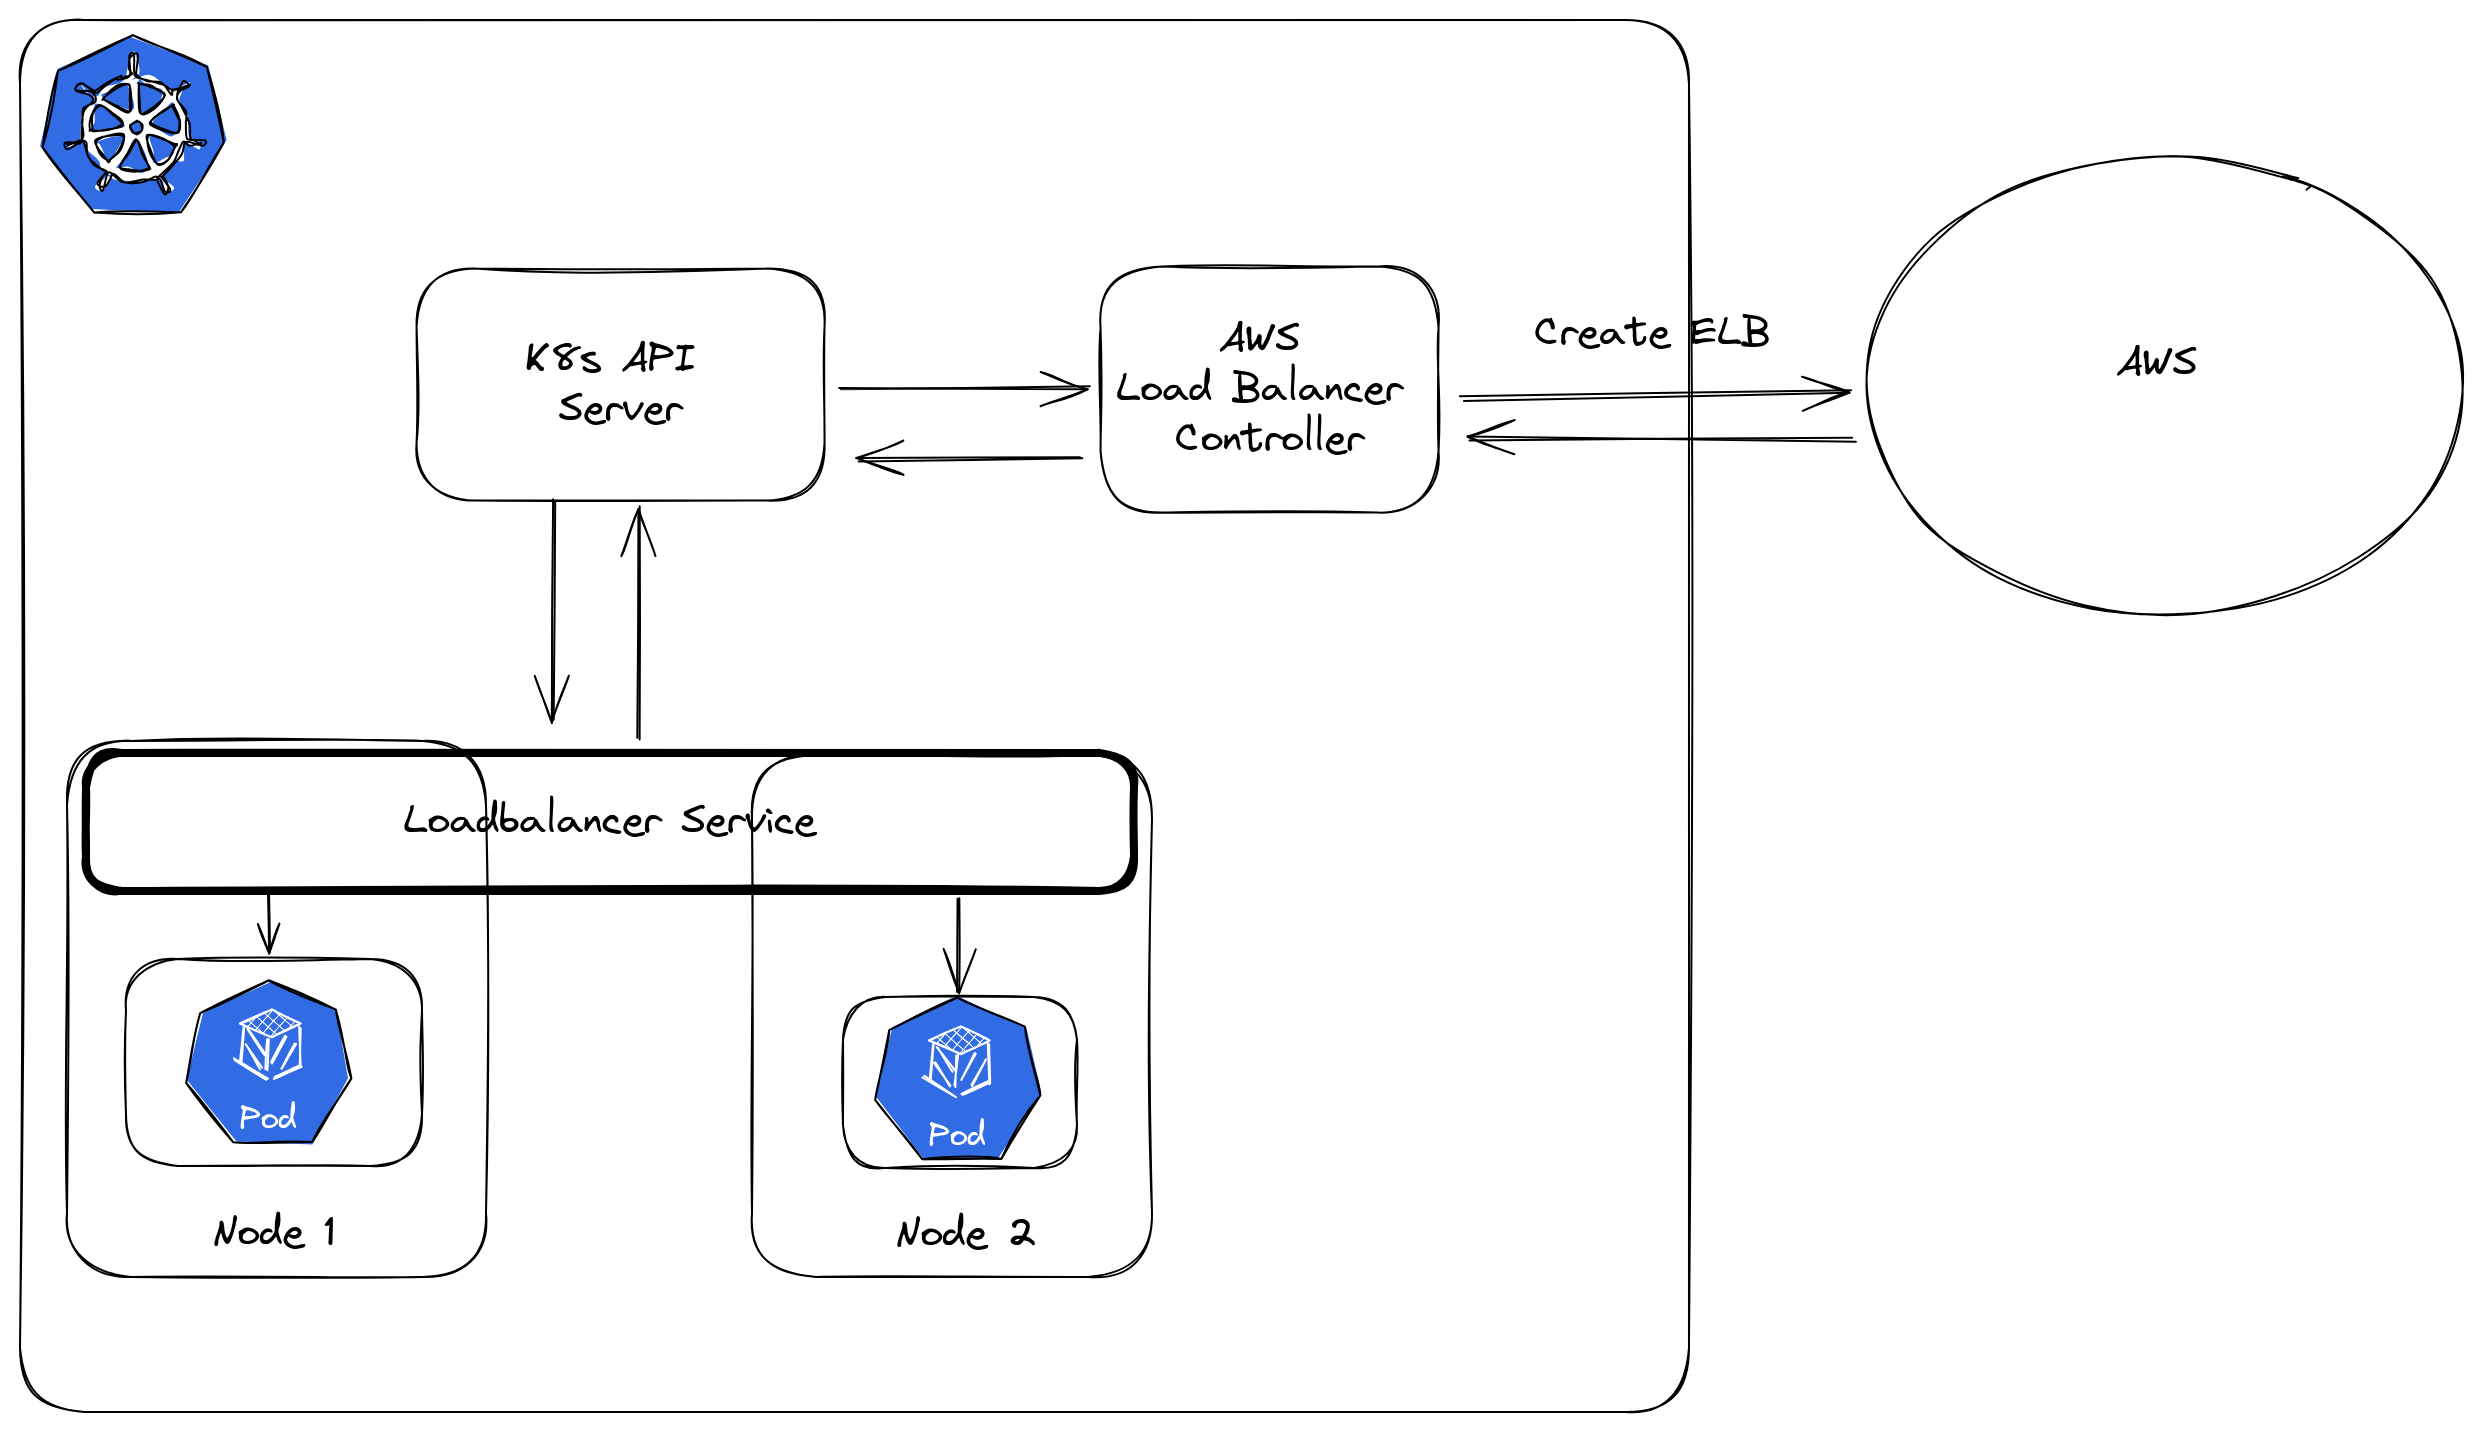 K8s API
Server
AWS
Load Balancer
Controller
Create ELB
AWS
Loadbalancer Service
Pod
Pod
Node 1
Node 2